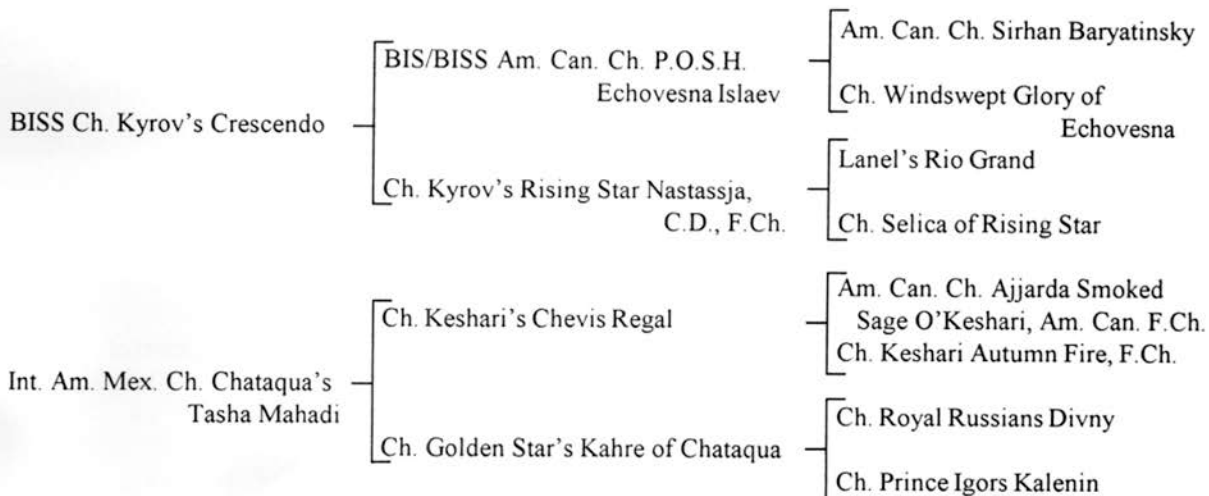 Am. Can. Ch. Sirhan Baryatinsky
BIS/BISS Am. Can. Ch. P.O.S.H.
Echovesna Islaev
Ch. Windswept Glory of
Echovesna
BISS Ch. Kyrov's Crescendo
Lanel's Rio Grand
Ch. Kyrov's Rising Star Nastassja,
C.D., F.Ch.
Ch. Selica of Rising Star
Am. Can. Ch. Ajjarda Smoked
Sage O'Keshari, Am. Can. F.Ch.
Ch. Keshari's Chevis Regal
Ch. Keshari Autumn Fire, F.Ch.
Int. Am. Mex. Ch. Chataqua's
Tasha Mahadi
Ch. Royal Russians Divny
Ch. Golden Star's Kahre of Chataqua
Ch. Prince Igors Kalenin